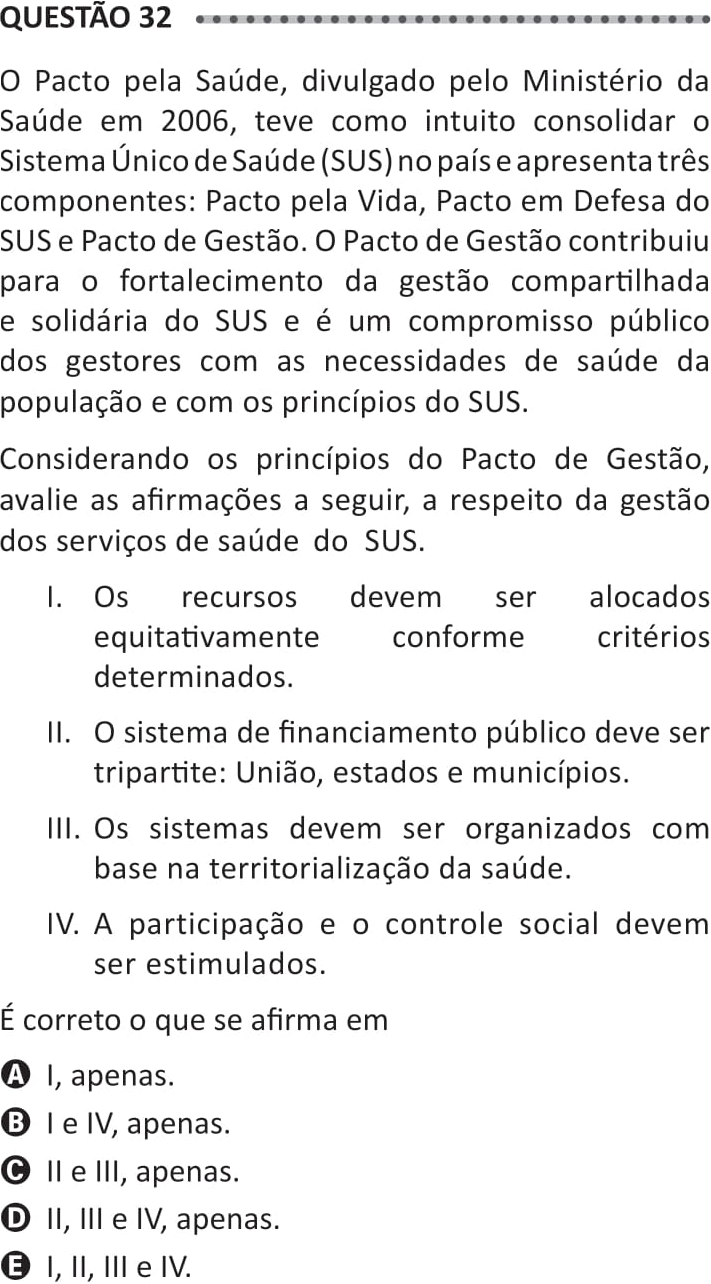 QUESTÃO 32
O Pacto pela Saúde, divulgado pelo Ministério da
Saúde em 2006, teve como intuito consolidar o
Sistema Único de Saúde (SUS) no país e apresenta três
componentes: Pacto pela Vida, Pacto em Defesa do
SUS e Pacto de Gestão. O Pacto de Gestão contribuiu
para o fortalecimento da gestão compartilhada
e solidária do SUS e é um compromisso público
dos gestores com as necessidades de saúde da
população e com os princípios do SUS.
Considerando os princípios do Pacto de Gestão,
avalie as afirmações a seguir, a respeito da gestão
dos serviços de saúde do SUS.
I. Os recursos devem ser alocados
equitativamente conforme critérios
determinados.
II. O sistema de financiamento público deve ser
tripartite: União, estados e municípios.
III. Os sistemas devem ser organizados com
base na territorialização da saúde.
IV. A participação e o controle social devem
ser estimulados.
É correto o que se afirma em
A I, apenas.
B I e IV, apenas.
C II e III, apenas.
D II, III e IV, apenas.
E I, II, III e IV.